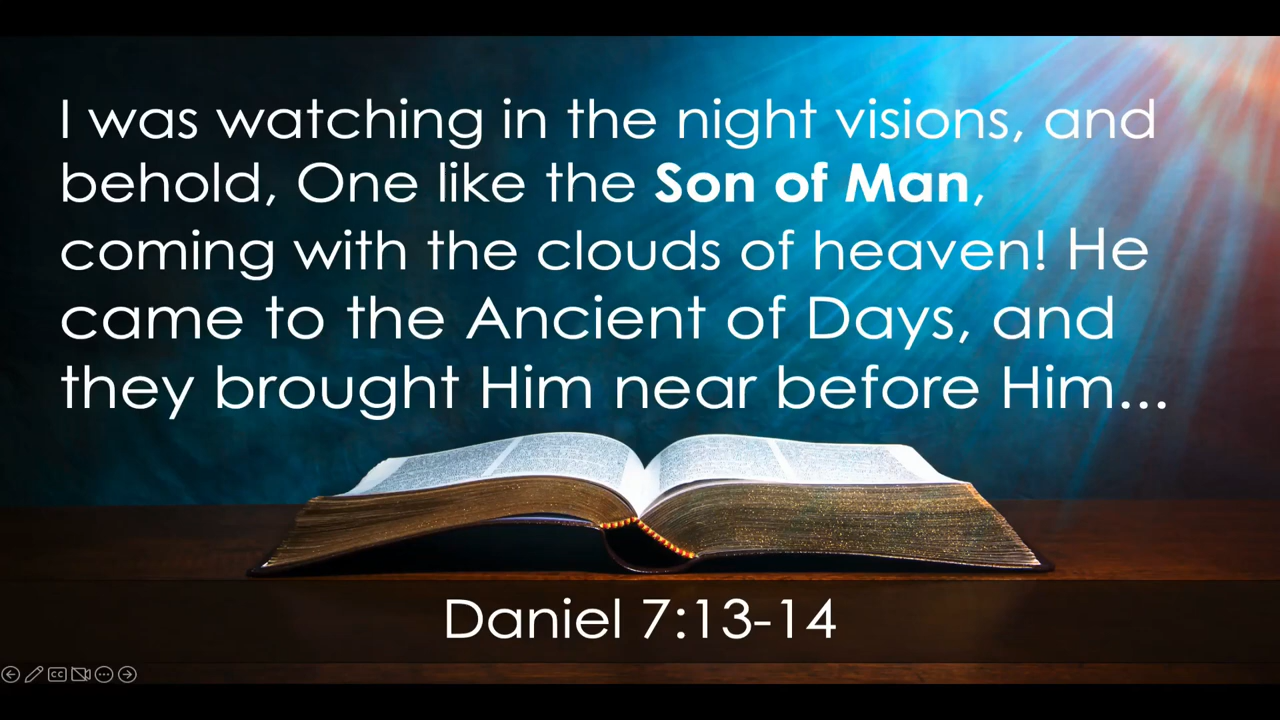 I was watching in the night visions, and
behold, One like the Son of Man,
coming with the clouds of heaven! He
came to the Ancient of Days, and
they brought Him near before Him...
Daniel 7:13-14
CC